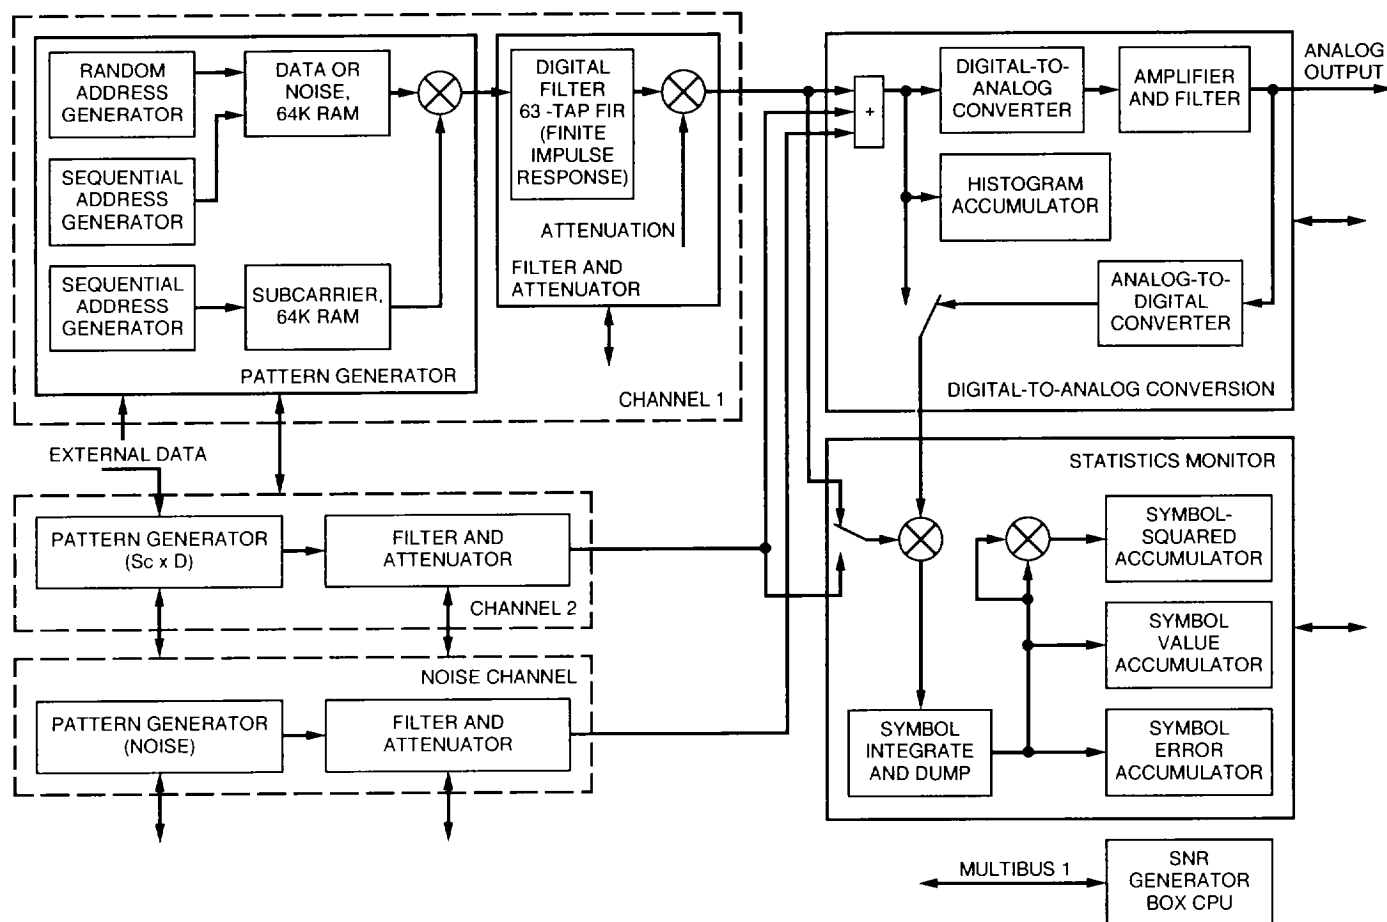 RANDOM
ADDRESS
GENERATOR
DATA OR
NOISE,
64K RAM
SEQUENTIAL
ADDRESS
GENERATOR
SEQUENTIAL
ADDRESS
GENERATOR
SUBCARRIER,
64K RAM
PATTERN GENERATOR
DIGITAL
FILTER
63 -TAP FIR
(FINITE
IMPULSE
RESPONSE)
ATTENUATION
FILTER AND
ATTENUATOR
CHANNEL 1
+
DIGITAL-TO-
ANALOG
CONVERTER
AMPLIFIER
AND FILTER
ANALOG
OUTPUT
HISTOGRAM
ACCUMULATOR
ANALOG-TO-
DIGITAL
CONVERTER
DIGITAL-TO-ANALOG CONVERSION
EXTERNAL DATA
PATTERN GENERATOR
(Sc x D)
FILTER AND
ATTENUATOR
CHANNEL 2
NOISE CHANNEL
PATTERN GENERATOR
(NOISE)
FILTER AND
ATTENUATOR
STATISTICS MONITOR
SYMBOL-
SQUARED
ACCUMULATOR
SYMBOL
VALUE
ACCUMULATOR
SYMBOL
INTEGRATE
AND DUMP
SYMBOL
ERROR
ACCUMULATOR
MULTIBUS 1
SNR
GENERATOR
BOX CPU